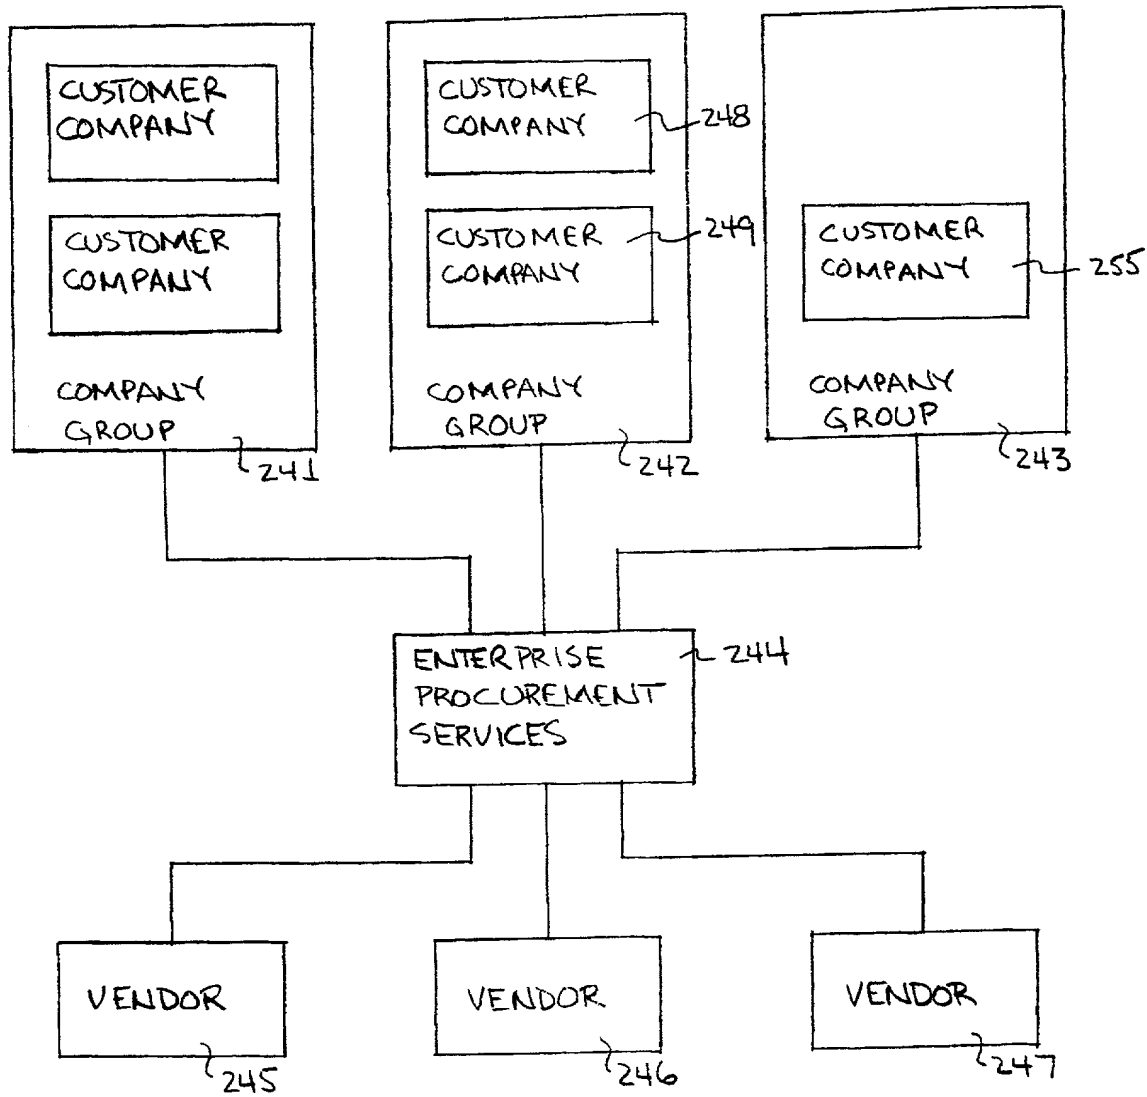 CUSTOMER
COMPANY
CUSTOMER
COMPANY
COMPANY
GROUP
241
CUSTOMER
COMPANY
248
CUSTOMER
COMPANY
249
COMPANY
GROUP
242
CUSTOMER
COMPANY
255
COMPANY
GROUP
243
ENTERPRISE
PROCUREMENT
SERVICES
244
VENDOR
245
VENDOR
246
VENDOR
247